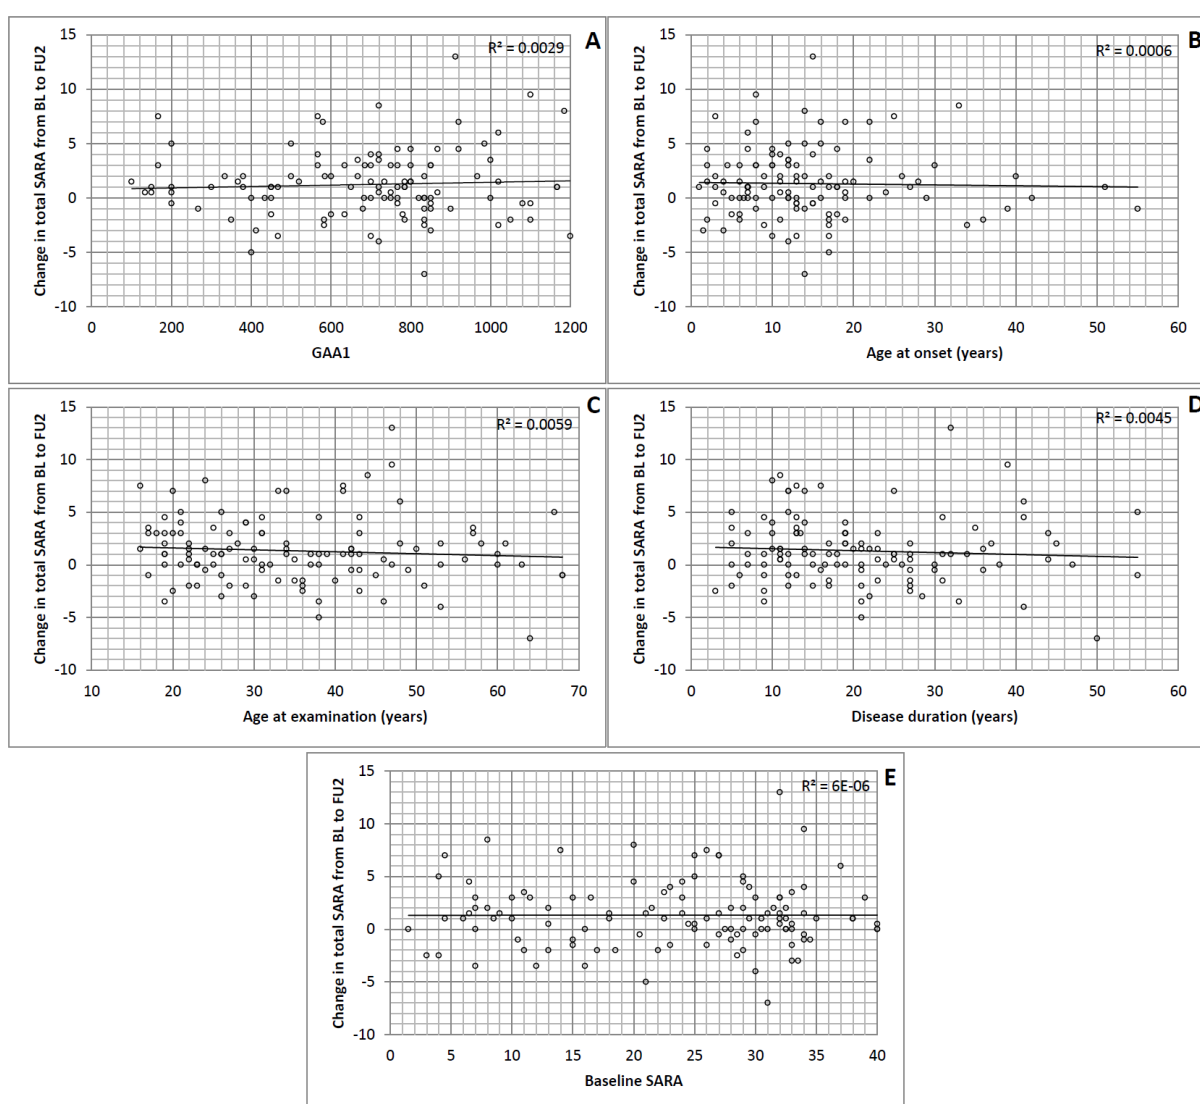 A
R² = 0.0029
Change in total SARA from BL to FU2
15
10
5
0
-5
-10
0 200 400 600 800 1000 1200
GAA1
B
R² = 0.0006
Change in total SARA from BL to FU2
15
10
5
0
-5
-10
0 10 20 30 40 50 60
Age at onset (years)
C
R² = 0.0059
Change in total SARA from BL to FU2
15
10
5
0
-5
-10
10 20 30 40 50 60 70
Age at examination (years)
D
R² = 0.0045
Change in total SARA from BL to FU2
15
10
5
0
-5
-10
0 10 20 30 40 50 60
Disease duration (years)
E
R² = 6E-06
Change in total SARA from BL to FU2
15
10
5
0
-5
-10
0 5 10 15 20 25 30 35 40
Baseline SARA